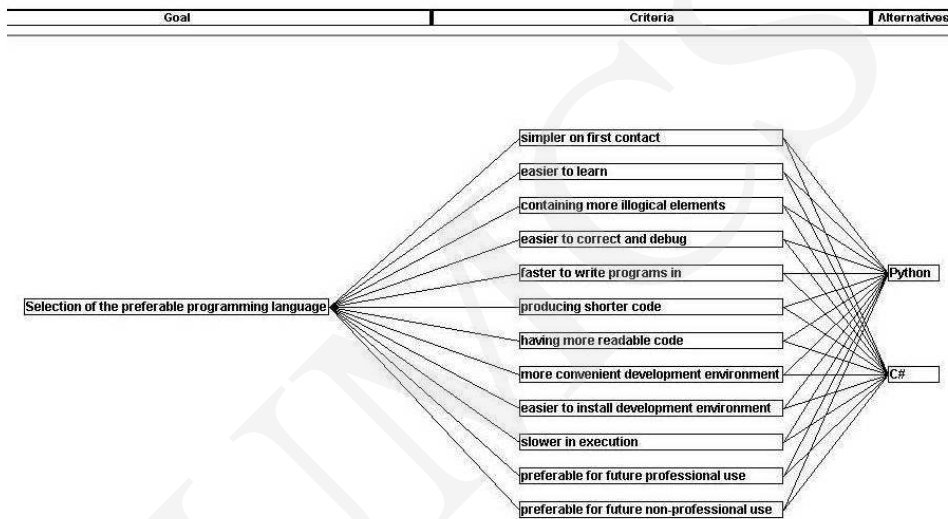 Goal Criteria Alternatives
simpler on first contact
easier to learn
containing more illogical elements
easier to correct and debug
faster to write programs in
Python
Selection of the preferable programming language
producing shorter code
having more readable code
more convenient development environment
C#
easier to install development environment
slower in execution
preferable for future professional use
preferable for future non-professional use
UMCS